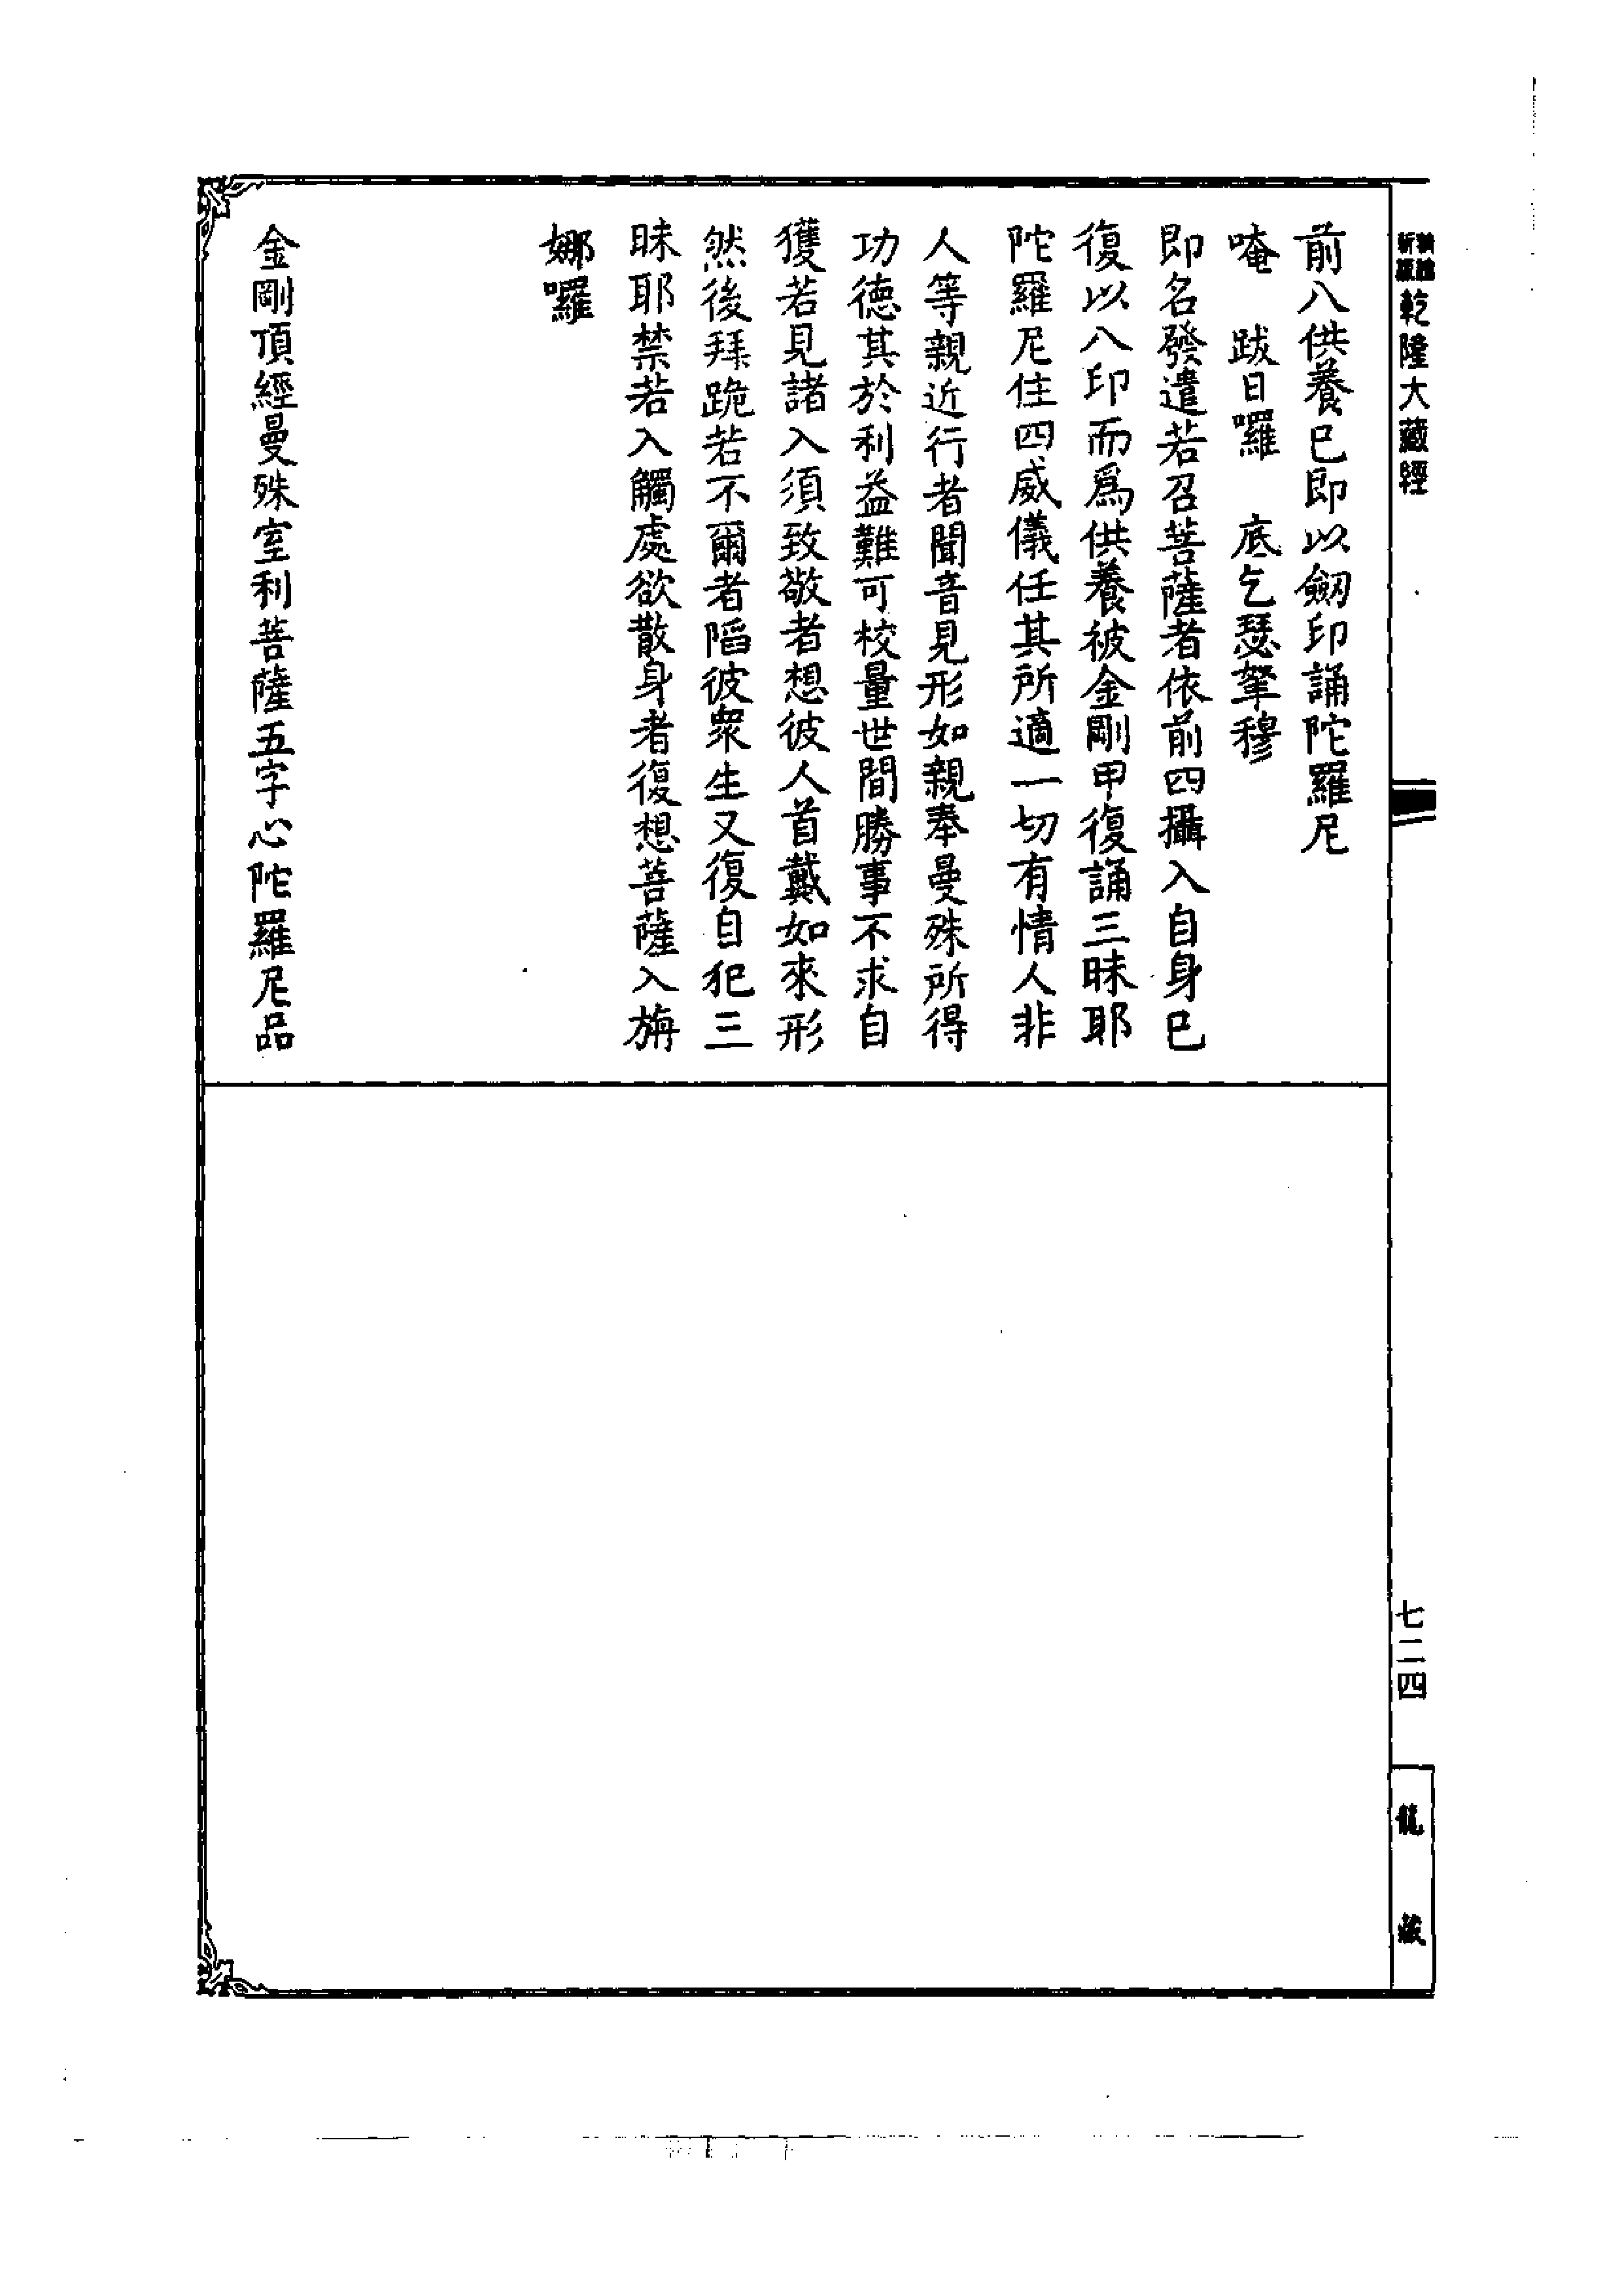 乾隆大藏經
前八供養已即以劒印誦陀羅尼
唵　跋日囉　底乞瑟拏穆
即名發遣若召菩薩者依前四攝入自身已
復以八印而爲供養被金剛甲復誦三昧耶
陀羅尼住四威儀任其所適一切有情人非
人等親近行者聞音見形如親奉曼殊所得
功德其於利益難可校量世間勝事不求自
獲若見諸入須致敬者想彼人首戴如來形
然後拜跪若不爾者陷彼衆生又復自犯三
昧耶禁若入觸處欲散身者復想菩薩入旃
娜囉
金剛頂經曼殊室利菩薩五字心陀羅尼品
七二四
龍藏